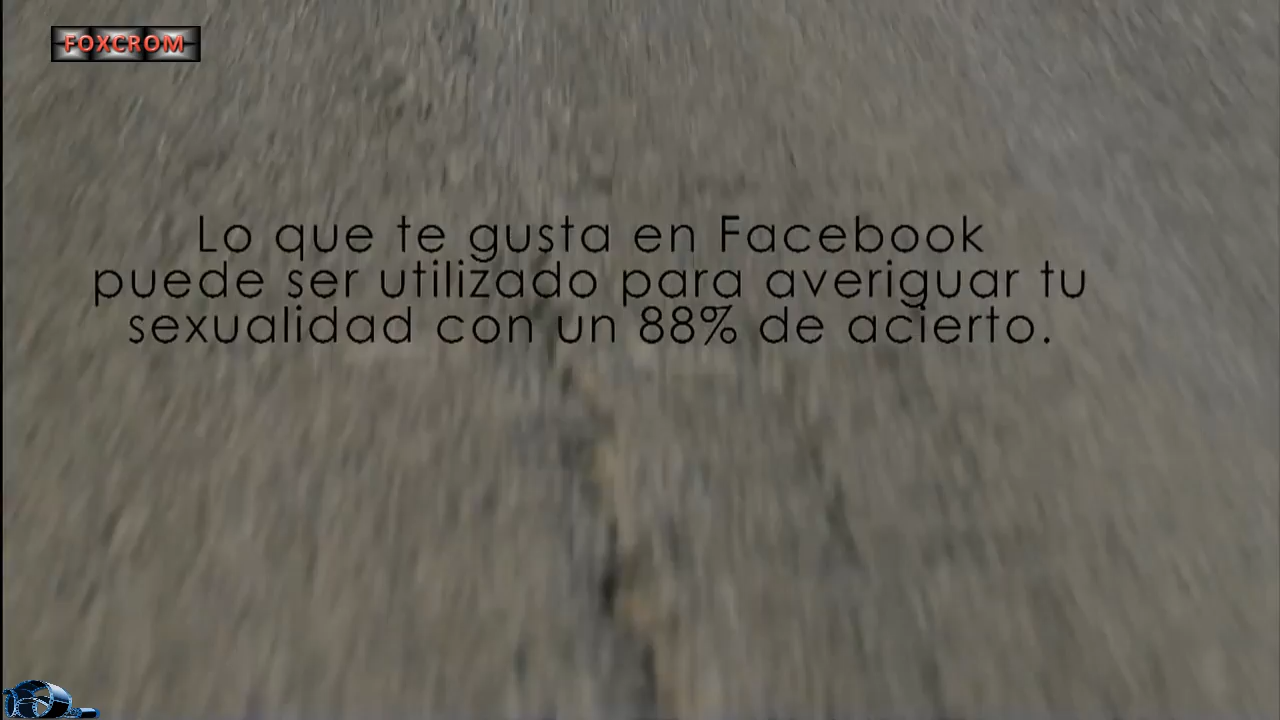 FOXCROM
Lo que te gusta en Facebook
puede ser utilizado para averiguar tu
sexualidad con un 88% de acierto.